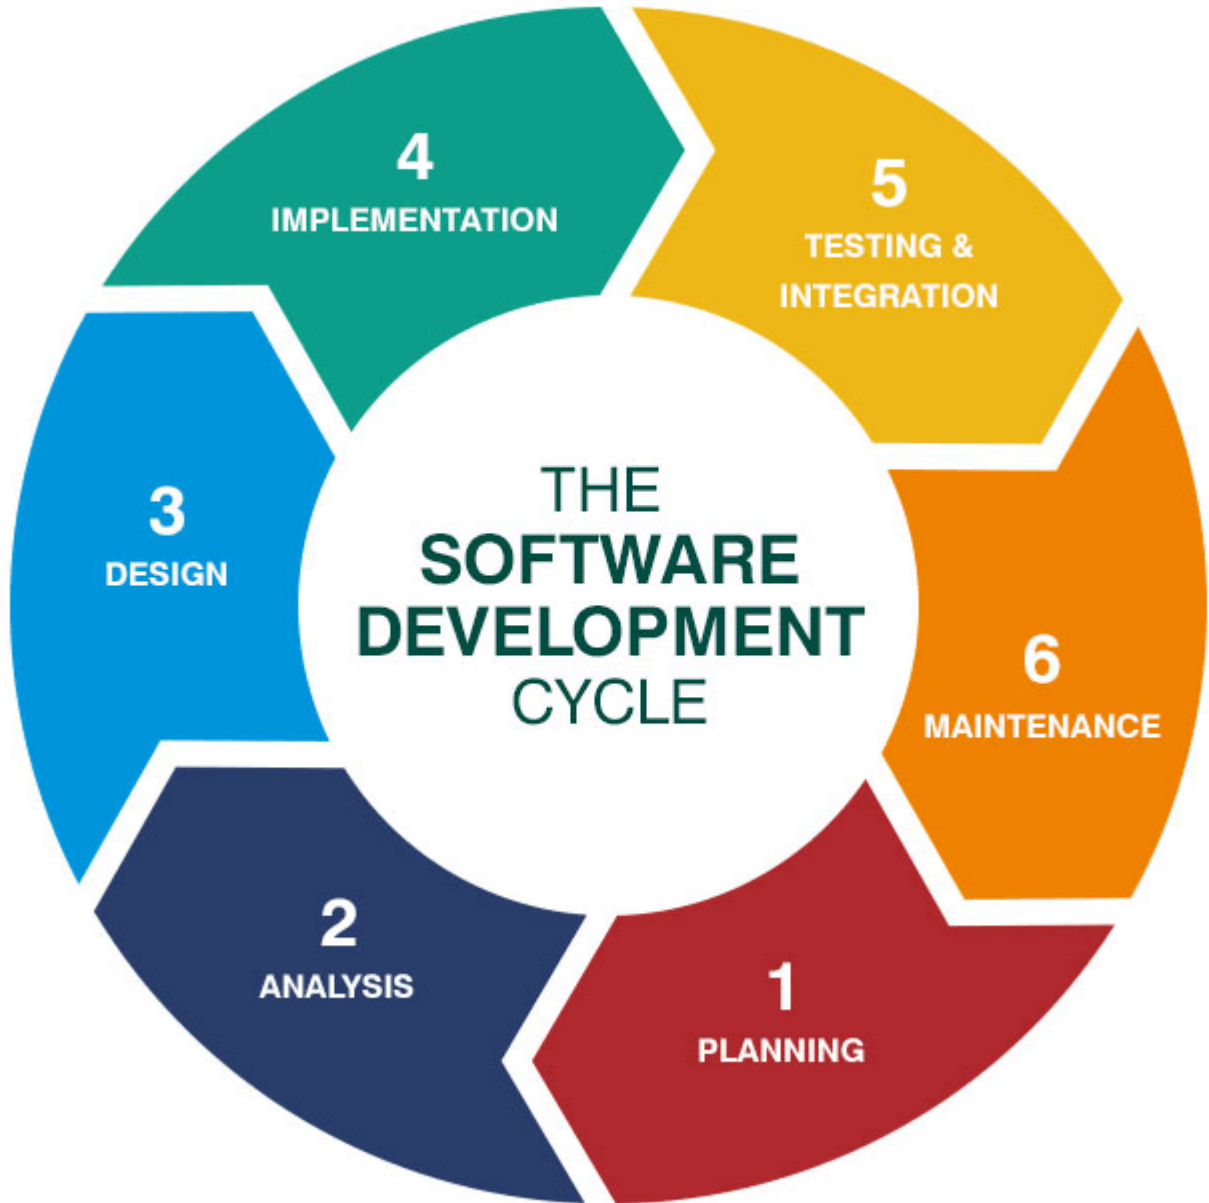 THE
SOFTWARE
DEVELOPMENT
CYCLE
1
PLANNING
2
ANALYSIS
3
DESIGN
4
IMPLEMENTATION
5
TESTING &
INTEGRATION
6
MAINTENANCE